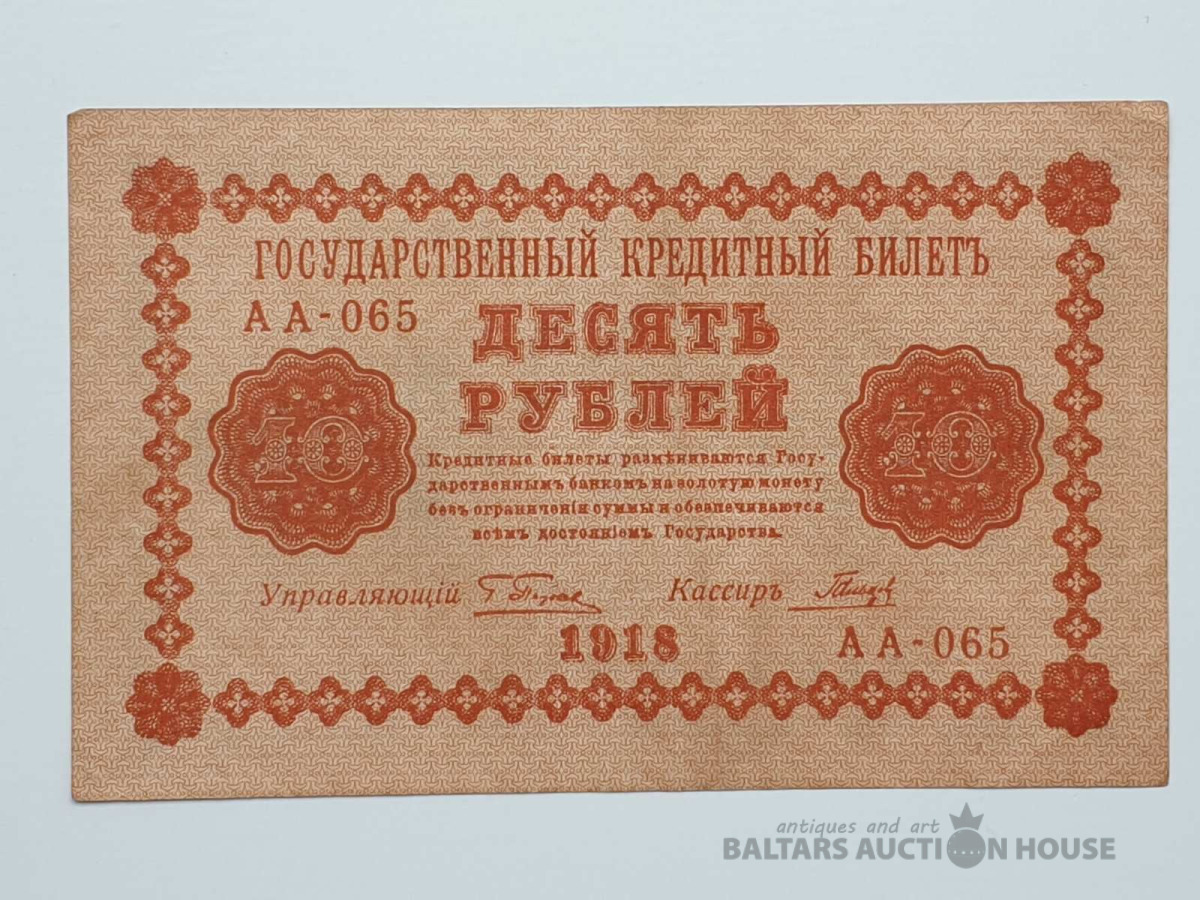 ГОСУДАРСТВЕННЫЙ КРЕДИТНЫЙ БИЛЕТЪ
АА-065
ДЕСЯТЬ
РУБЛЕЙ
10
10
Кредитные билеты размѣниваются Госу-
дарственнымъ банкомъ на золотую монету
безъ ограниченія суммы и обезпечиваются
всѣмъ достояніемъ Государства.
Управляющій
Кассиръ
1918
АА-065
antiques and art
BALTARS AUCTION HOUSE